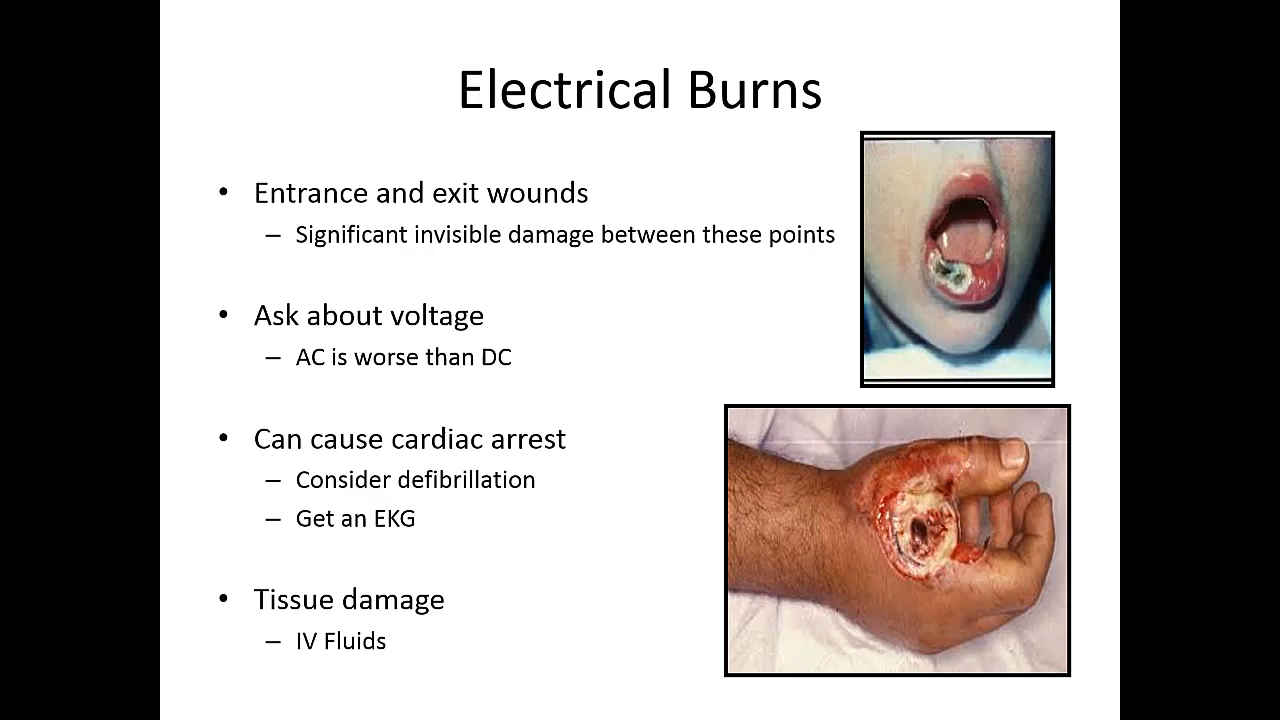 Electrical Burns
• Entrance and exit wounds
– Significant invisible damage between these points
• Ask about voltage
– AC is worse than DC
• Can cause cardiac arrest
– Consider defibrillation
– Get an EKG
• Tissue damage
– IV Fluids